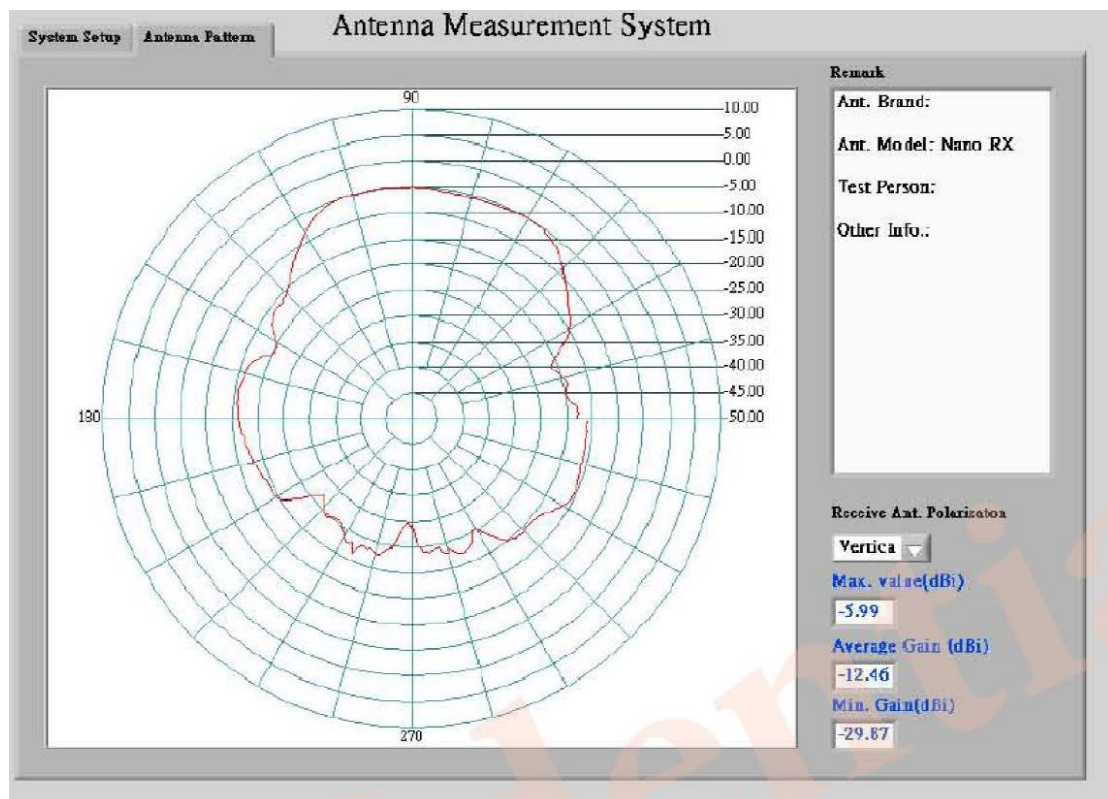 Antenna Measurement System
System Setup
Antenna Pattern
90
10.00
5.00
0.00
-5.00
-10.00
-15.00
-20.00
-25.00
-30.00
-35.00
-40.00
-45.00
-50.00
180
270
Remark
Ant. Brand:
Ant. Model: Nano RX
Test Person:
Other Info.:
Receive Ant. Polarizaton
Vertica
Max. value(dBi)
-5.99
Average Gain (dBi)
-12.46
Min. Gain(dBi)
-29.87